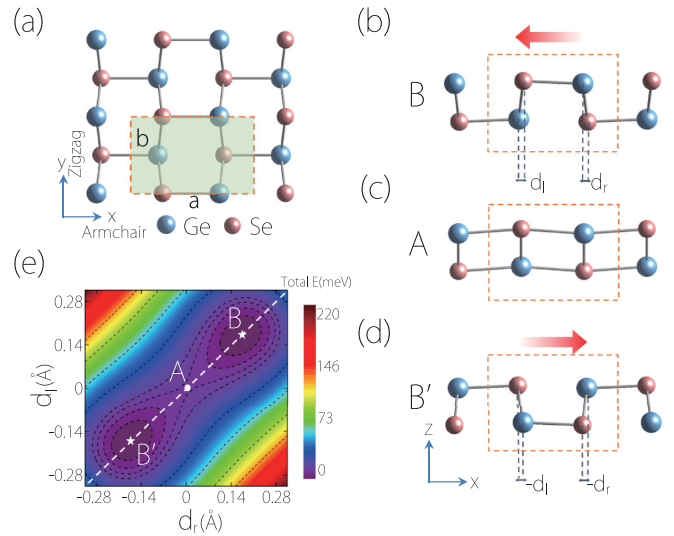 (a)
b
a
y
Zigzag
x
Armchair
Ge
Se
(b)
B
d_l
d_r
(c)
A
(d)
B′
z
x
-d_l
-d_r
(e)
Total E(meV)
0.28
0.14
0
-0.14
-0.28
d_l(Å)
B
A
B′
-0.28
-0.14
0
0.14
0.28
d_r(Å)
220
146
73
0